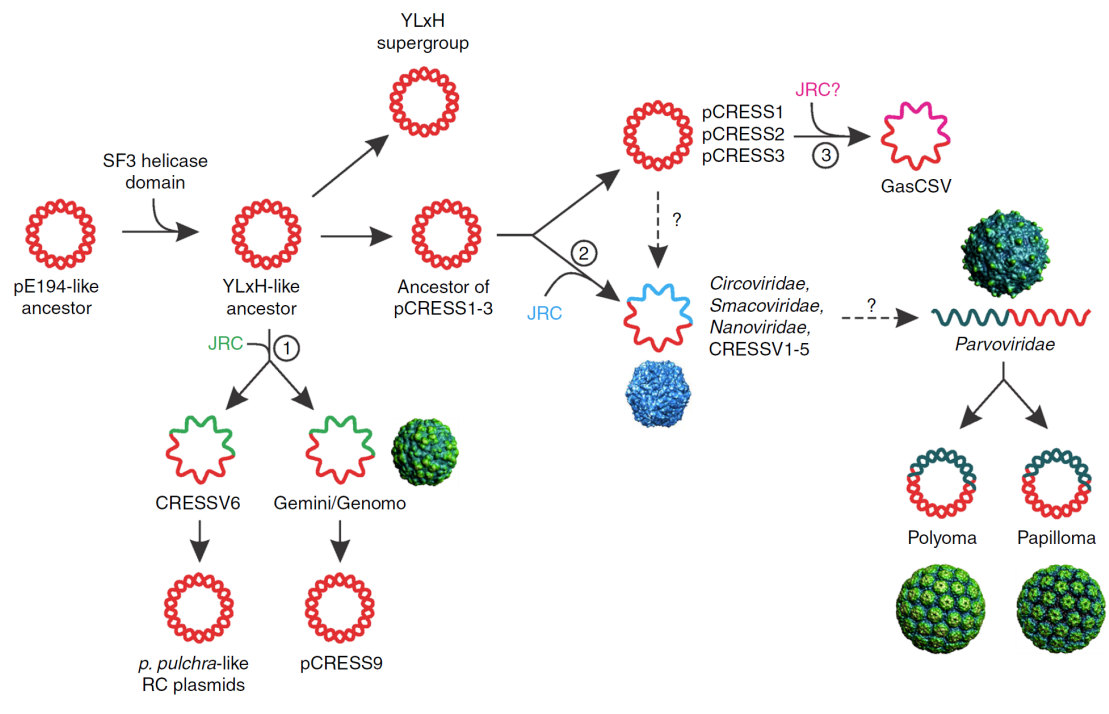 YLxH
supergroup
SF3 helicase
domain
pE194-like
ancestor
YLxH-like
ancestor
Ancestor of
pCRESS1-3
pCRESS1
pCRESS2
pCRESS3
JRC?
3
GasCSV
?
2
JRC
Circoviridae,
Smacoviridae,
Nanoviridae,
CRESSV1-5
?
Parvoviridae
JRC
1
CRESSV6
Gemini/Genomo
p. pulchra-like
RC plasmids
pCRESS9
Polyoma
Papilloma